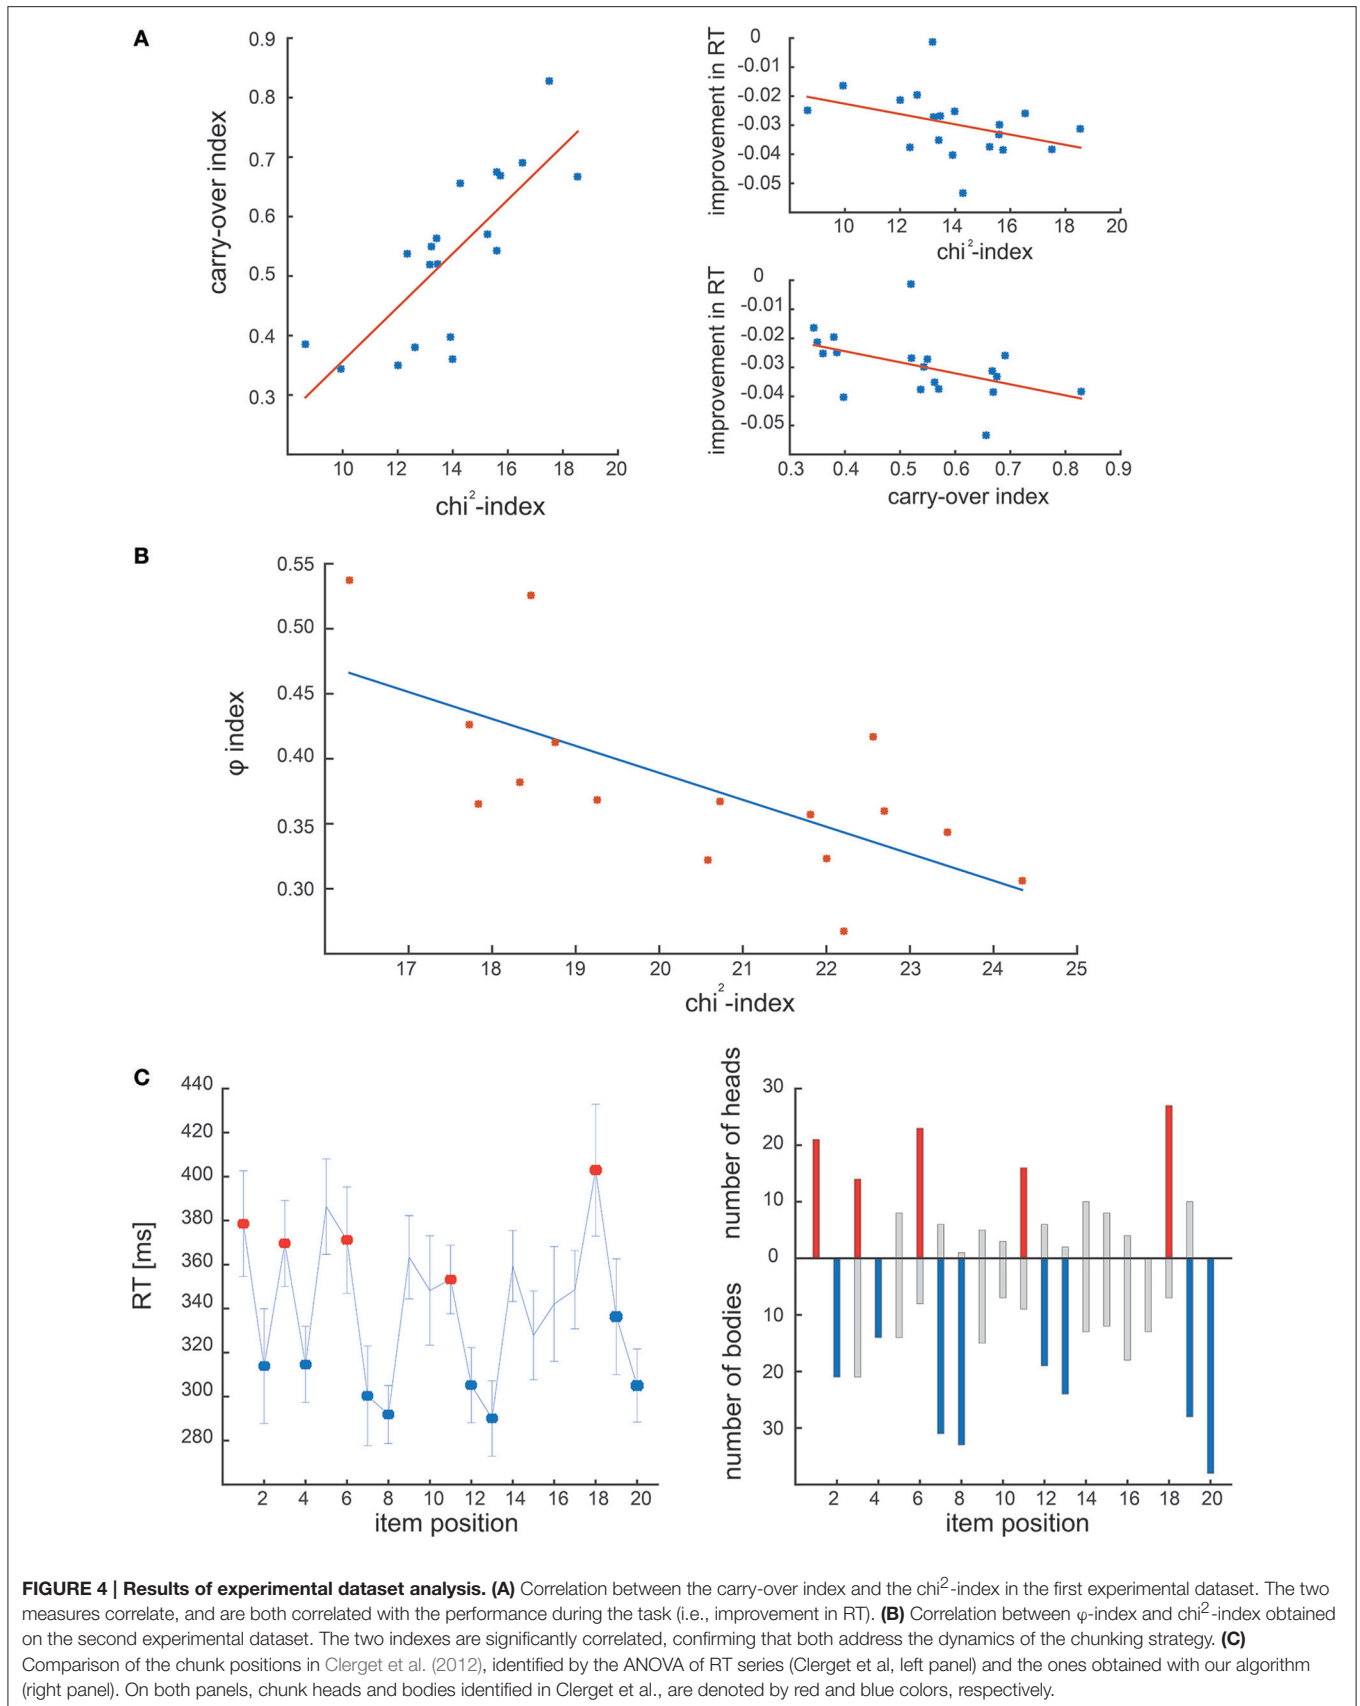 A
0.9
0.8
0.7
0.6
0.5
0.4
0.3
carry-over index
10 12 14 16 18 20
chi²-index
0
-0.01
-0.02
-0.03
-0.04
-0.05
improvement in RT
10 12 14 16 18 20
chi²-index
0
-0.01
-0.02
-0.03
-0.04
-0.05
improvement in RT
0.3 0.4 0.5 0.6 0.7 0.8 0.9
carry-over index
B
0.55
0.50
0.45
0.40
0.35
0.30
φ index
17 18 19 20 21 22 23 24 25
chi²-index
C
440
420
400
380
360
340
320
300
280
RT [ms]
2 4 6 8 10 12 14 16 18 20
item position
30
20
10
0
10
20
30
number of heads
number of bodies
2 4 6 8 10 12 14 16 18 20
item position
FIGURE 4 | Results of experimental dataset analysis. (A) Correlation between the carry-over index and the chi²-index in the first experimental dataset. The two
measures correlate, and are both correlated with the performance during the task (i.e., improvement in RT). (B) Correlation between φ-index and chi²-index obtained
on the second experimental dataset. The two indexes are significantly correlated, confirming that both address the dynamics of the chunking strategy. (C)
Comparison of the chunk positions in Clerget et al. (2012), identified by the ANOVA of RT series (Clerget et al, left panel) and the ones obtained with our algorithm
(right panel). On both panels, chunk heads and bodies identified in Clerget et al., are denoted by red and blue colors, respectively.